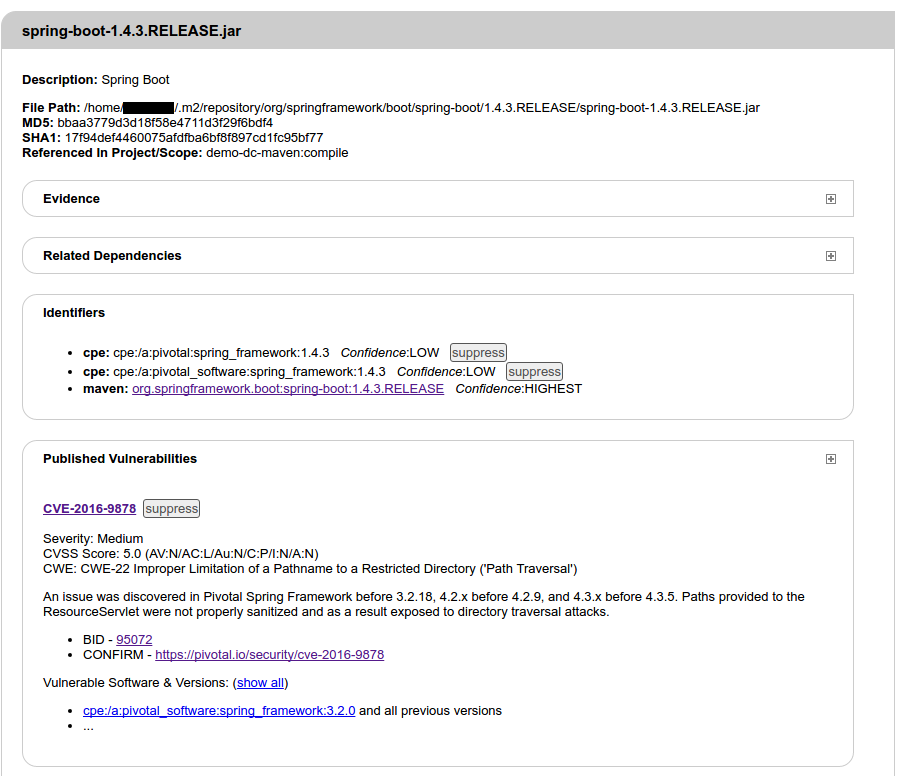 spring-boot-1.4.3.RELEASE.jar
Description: Spring Boot
File Path: /home/ /.m2/repository/org/springframework/boot/spring-boot/1.4.3.RELEASE/spring-boot-1.4.3.RELEASE.jar
MD5: bbaa3779d3d18f58e4711d3f29f6bdf4
SHA1: 17f94def4460075afdfba6bf8f897cd1fc95bf77
Referenced In Project/Scope: demo-dc-maven:compile
Evidence
Related Dependencies
Identifiers
• cpe: cpe:/a:pivotal:spring_framework:1.4.3 Confidence:LOW suppress
• cpe: cpe:/a:pivotal_software:spring_framework:1.4.3 Confidence:LOW suppress
• maven: org.springframework.boot:spring-boot:1.4.3.RELEASE Confidence:HIGHEST
Published Vulnerabilities
CVE-2016-9878 suppress
Severity: Medium
CVSS Score: 5.0 (AV:N/AC:L/Au:N/C:P/I:N/A:N)
CWE: CWE-22 Improper Limitation of a Pathname to a Restricted Directory ('Path Traversal')
An issue was discovered in Pivotal Spring Framework before 3.2.18, 4.2.x before 4.2.9, and 4.3.x before 4.3.5. Paths provided to the
ResourceServlet were not properly sanitized and as a result exposed to directory traversal attacks.
• BID - 95072
• CONFIRM - https://pivotal.io/security/cve-2016-9878
Vulnerable Software & Versions: (show all)
• cpe:/a:pivotal_software:spring_framework:3.2.0 and all previous versions
• ...